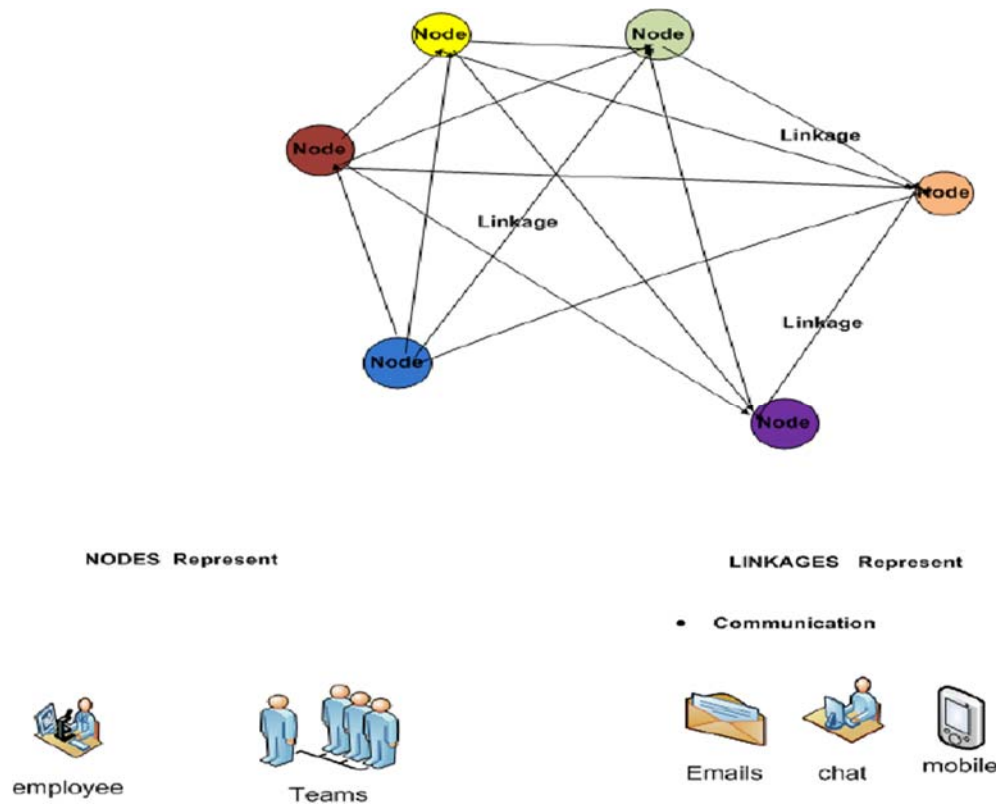 Node
Node
Linkage
Node
Node
Linkage
Linkage
Node
Node
NODES Represent
LINKAGES Represent
• Communication
employee
Teams
Emails
chat
mobile